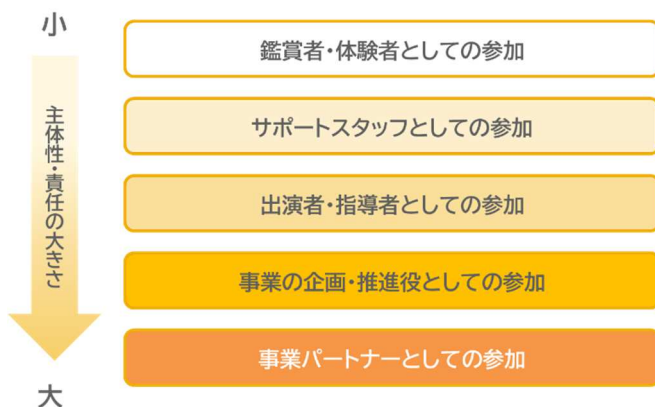 小
主体性・責任の大きさ
大
鑑賞者・体験者としての参加
サポートスタッフとしての参加
出演者・指導者としての参加
事業の企画・推進役としての参加
事業パートナーとしての参加